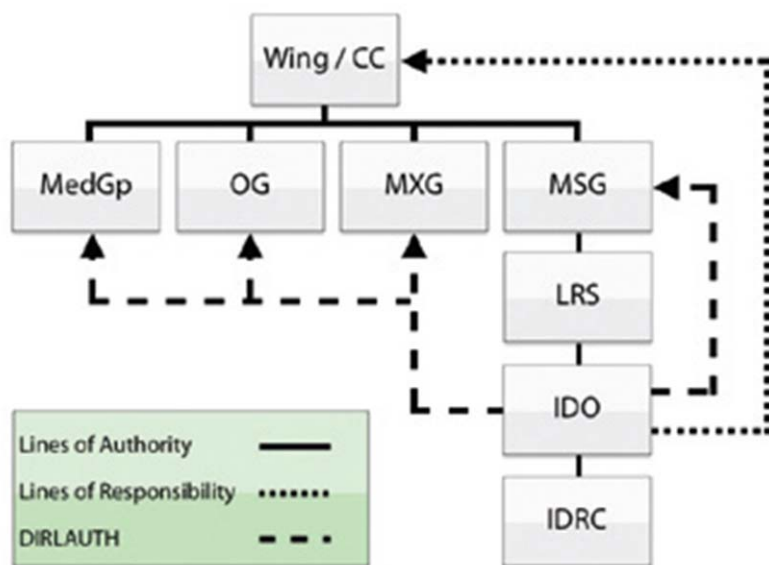 Wing / CC
MedGp
OG
MXG
MSG
LRS
IDO
IDRC
Lines of Authority
Lines of Responsibility
DIRLAUTH